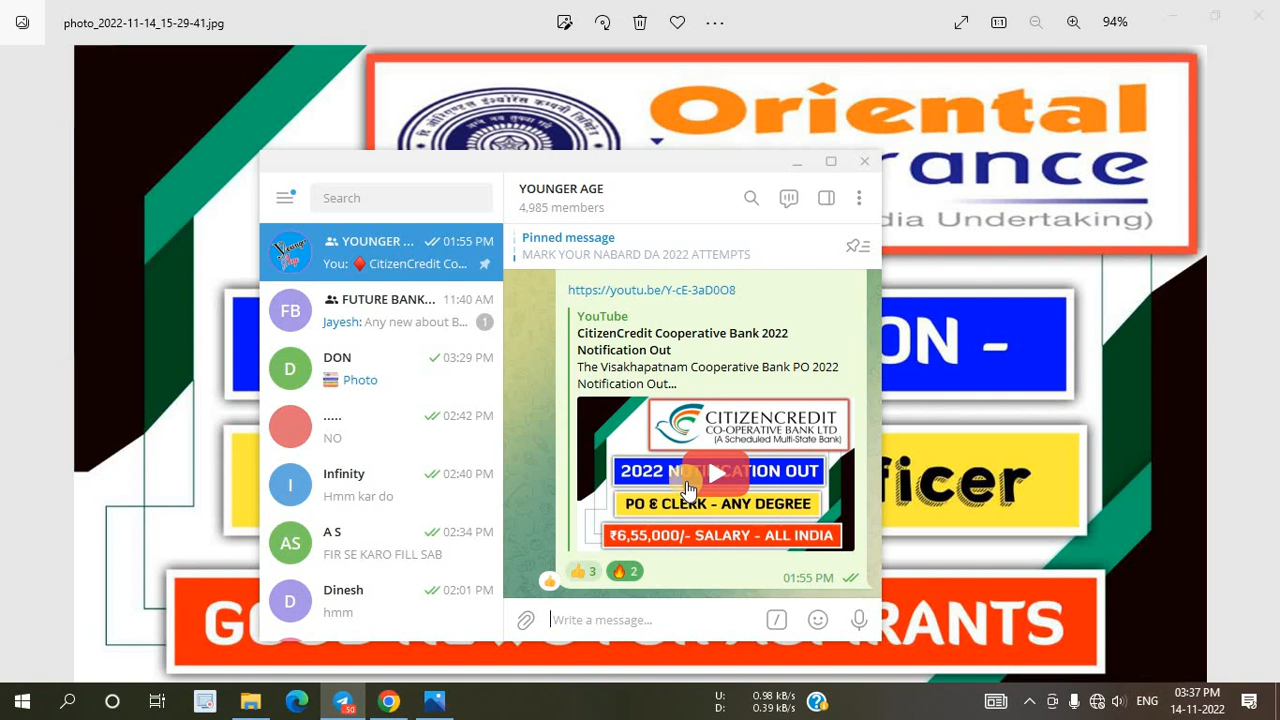 photo_2022-11-14_15-29-41.jpg
94%
दि ओरिएण्टल इंश्योरेंस कम्पनी लिमिटेड
Oriental
rance
dia Undertaking)
ON -
ficer
RANTS
Search
YOUNGER ... 01:55 PM
You: ♦️ CitizenCredit Co...
FB
FUTURE BANK... 11:40 AM
Jayesh: Any new about B... 1
D
DON 03:29 PM
Photo
..... 02:42 PM
NO
I
Infinity 02:40 PM
Hmm kar do
AS
A S 02:34 PM
FIR SE KARO FILL SAB
D
Dinesh 02:01 PM
hmm
YOUNGER AGE
4,985 members
Pinned message
MARK YOUR NABARD DA 2022 ATTEMPTS
https://youtu.be/Y-cE-3aD0O8
YouTube
CitizenCredit Cooperative Bank 2022
Notification Out
The Visakhapatnam Cooperative Bank PO 2022
Notification Out...
CITIZENCREDIT
CO-OPERATIVE BANK LTD
(A Scheduled Multi-State Bank)
2022 NOTIFICATION OUT
PO & CLERK - ANY DEGREE
₹6,55,000/- SALARY - ALL INDIA
👍 3 🔥 2
01:55 PM
Write a message...
50
U: 0.98 kB/s
D: 0.39 kB/s
ENG
03:37 PM
14-11-2022